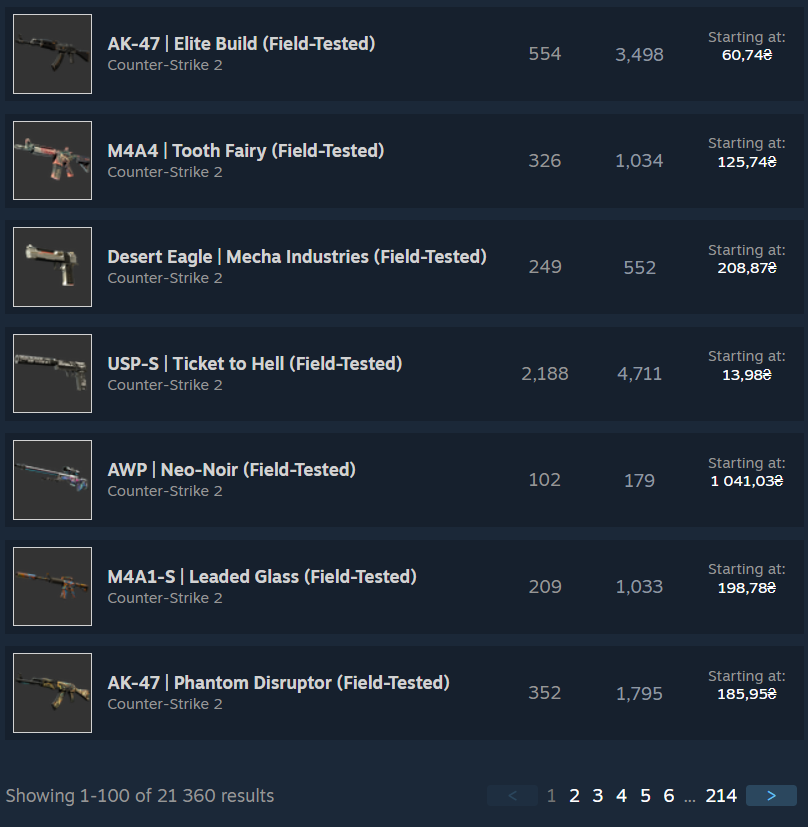 AK-47 | Elite Build (Field-Tested)
Counter-Strike 2
554
3,498
Starting at:
60,74₴
M4A4 | Tooth Fairy (Field-Tested)
Counter-Strike 2
326
1,034
Starting at:
125,74₴
Desert Eagle | Mecha Industries (Field-Tested)
Counter-Strike 2
249
552
Starting at:
208,87₴
USP-S | Ticket to Hell (Field-Tested)
Counter-Strike 2
2,188
4,711
Starting at:
13,98₴
AWP | Neo-Noir (Field-Tested)
Counter-Strike 2
102
179
Starting at:
1 041,03₴
M4A1-S | Leaded Glass (Field-Tested)
Counter-Strike 2
209
1,033
Starting at:
198,78₴
AK-47 | Phantom Disruptor (Field-Tested)
Counter-Strike 2
352
1,795
Starting at:
185,95₴
Showing 1-100 of 21 360 results
< 1 2 3 4 5 6 ... 214 >